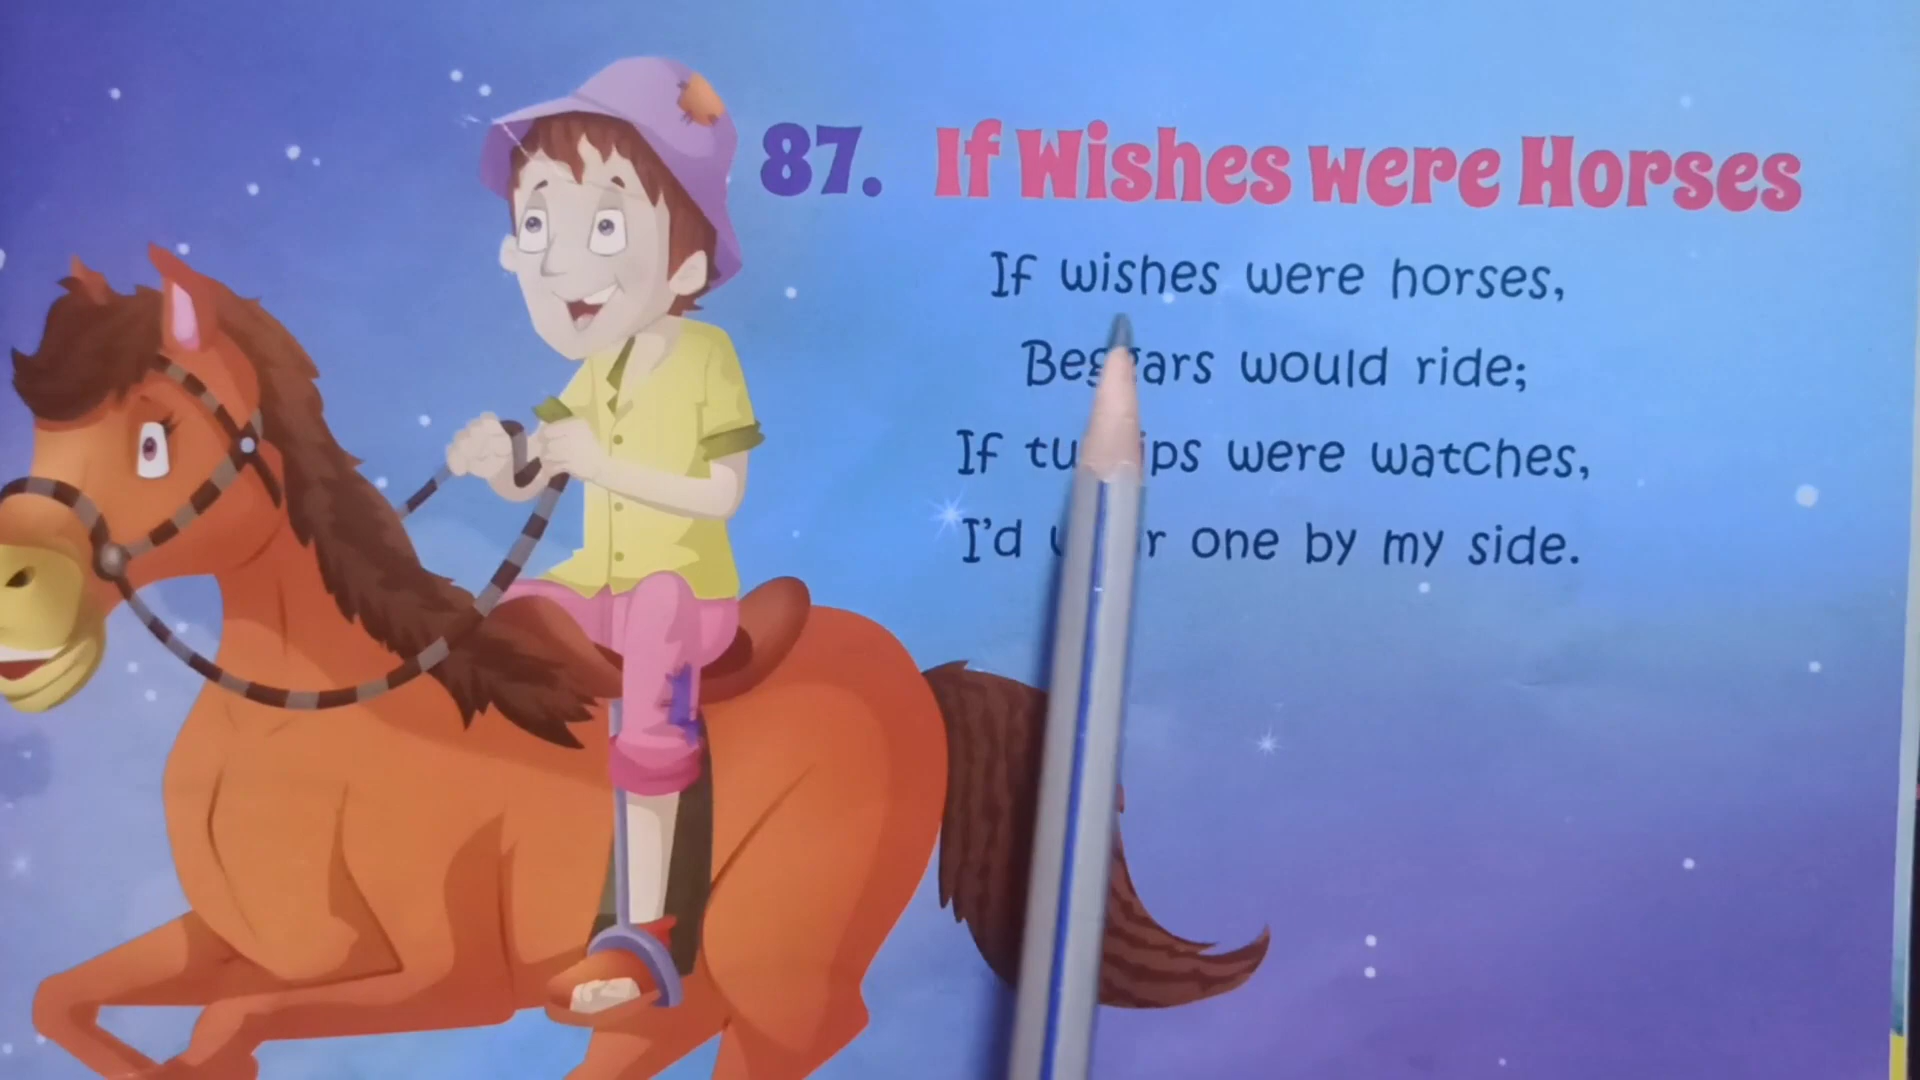 87. If Wishes were Horses
If wishes were horses,
would ride;
If were watches,
I'd one by my side.